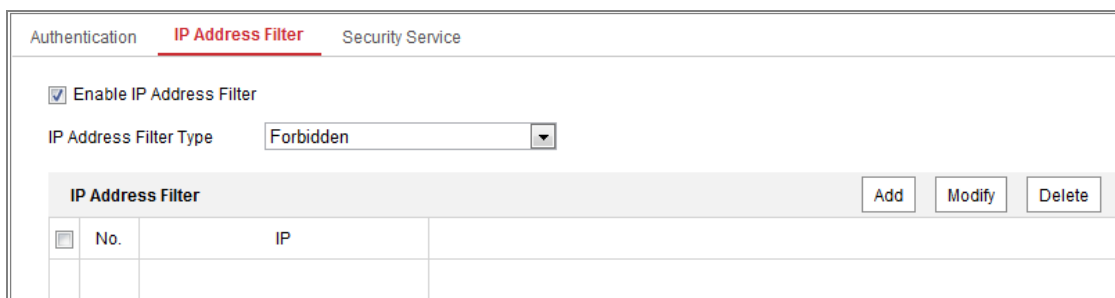 Authentication IP Address Filter Security Service
Enable IP Address Filter
IP Address Filter Type Forbidden
IP Address Filter Add Modify Delete
No. IP